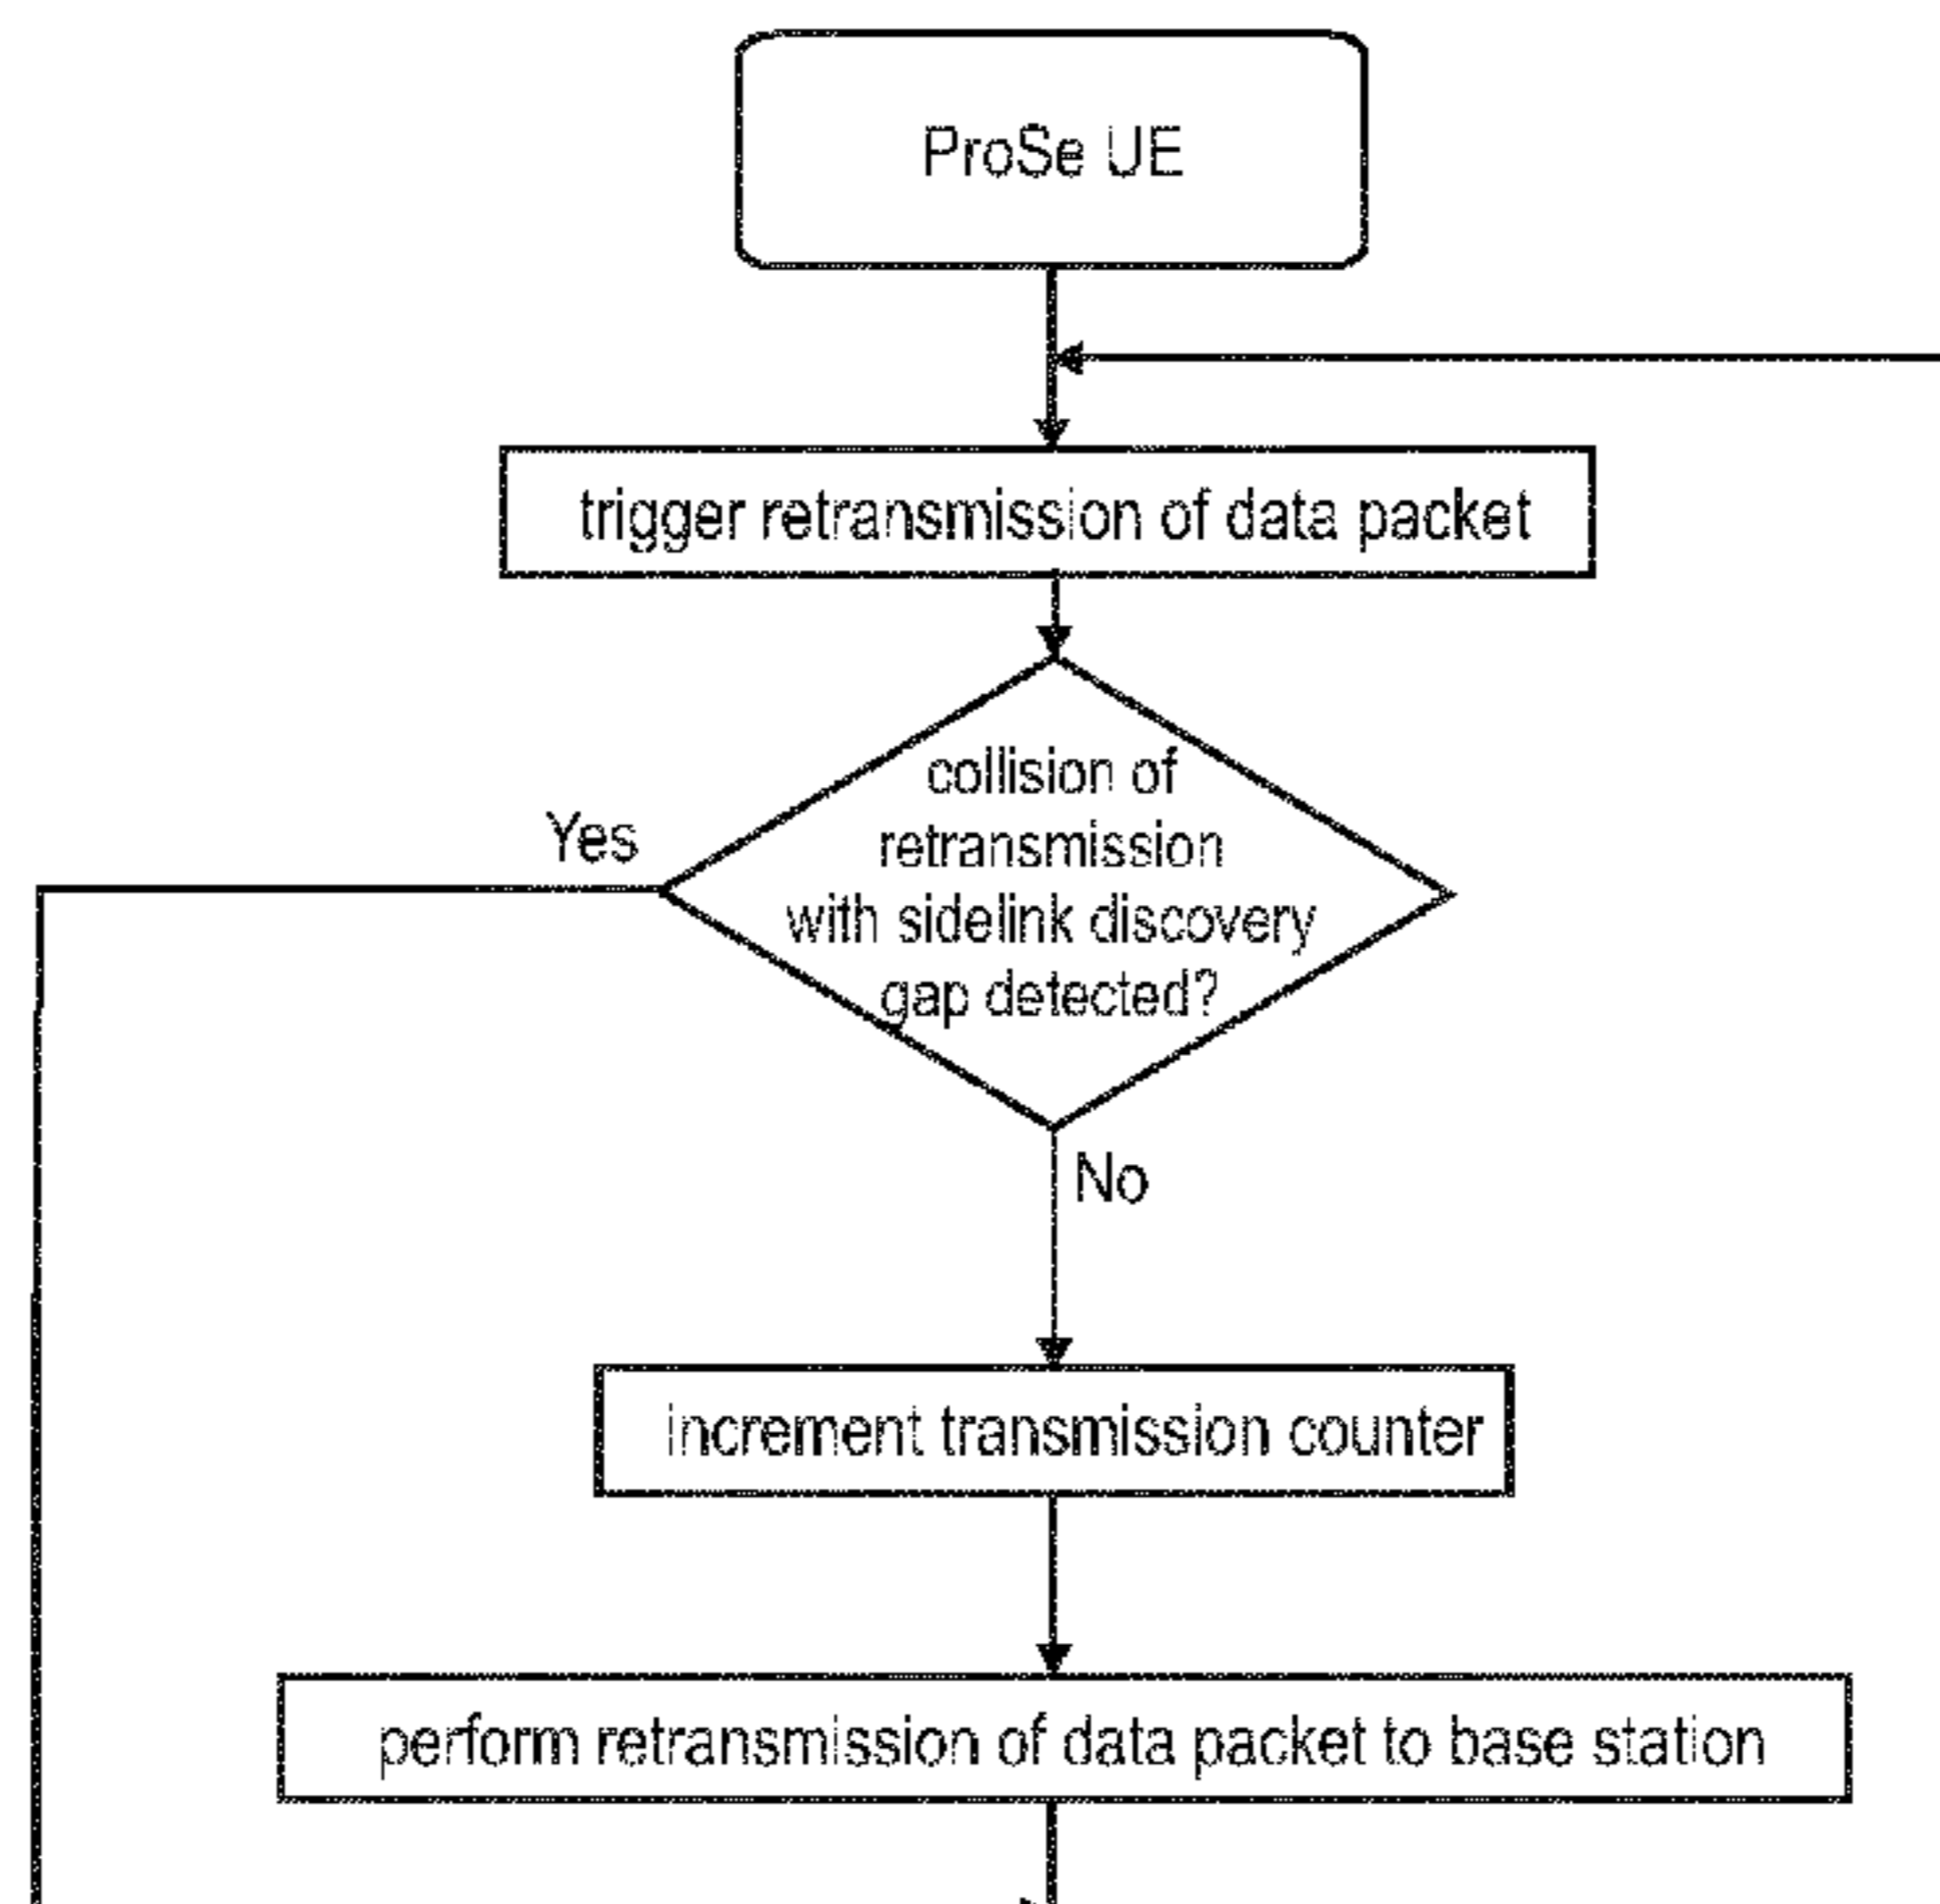 ProSe UE
trigger retransmission of data packet
collision of
retransmission
with sidelink discovery
gap detected?
Yes
No
increment transmission counter
perform retransmission of data packet to base station